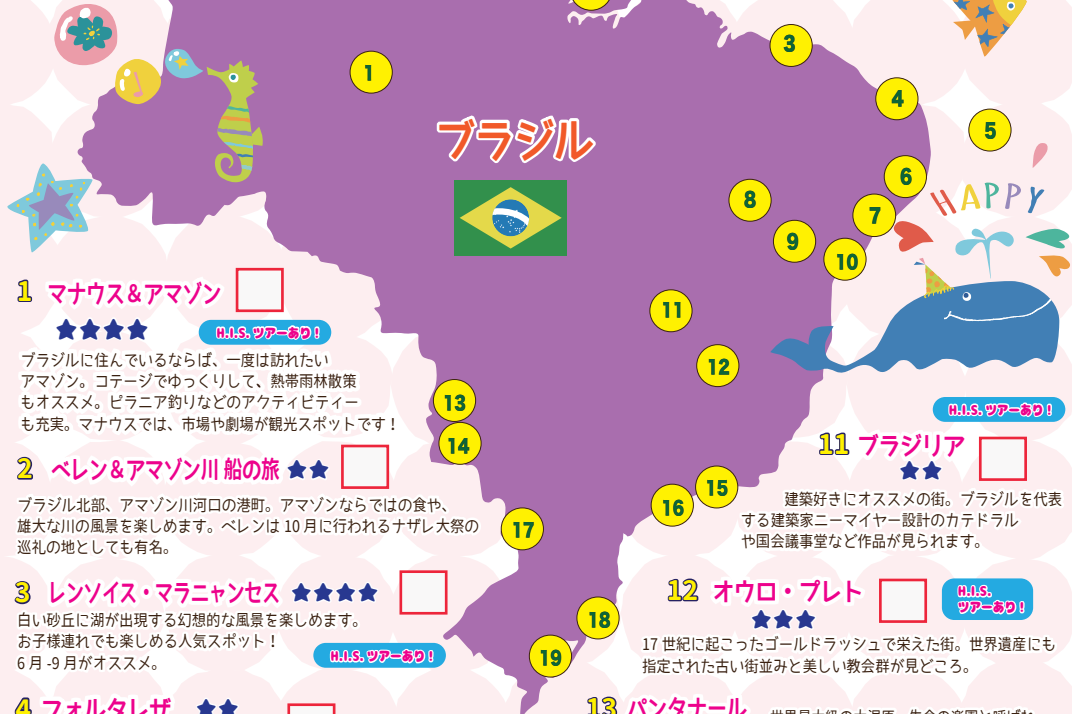 ブラジル
HAPPY
1
3
4
5
6
7
8
9
10
11
12
13
14
15
16
17
18
19
1 マナウス＆アマゾン
★★★★
H.I.S. ツアーあり！
ブラジルに住んでいるならば、一度は訪れたい
アマゾン。コテージでゆっくりして、熱帯雨林散策
もオススメ。ピラニア釣りなどのアクティビティー
も充実。マナウスでは、市場や劇場が観光スポットです！
2 ベレン＆アマゾン川 船の旅 ★★
ブラジル北部、アマゾン川河口の港町。アマゾンならではの食や、
雄大な川の風景を楽しめます。ベレンは 10 月に行われるナザレ大祭の
巡礼の地としても有名。
3 レンソイス・マラニャンセス ★★★★
白い砂丘に湖が出現する幻想的な風景を楽しめます。
お子様連れでも楽しめる人気スポット！
6 月 -9 月がオススメ。
H.I.S. ツアーあり！
4 フォルタレザ ★★
H.I.S. ツアーあり！
11 ブラジリア
★★
建築好きにオススメの街。ブラジルを代表
する建築家ニーマイヤー設計のカテドラル
や国会議事堂など作品が見られます。
12 オウロ・プレト
H.I.S.
ツアーあり！
★★★
17 世紀に起こったゴールドラッシュで栄えた街。世界遺産にも
指定された古い街並みと美しい教会群が見どころ。
13 パンタナール